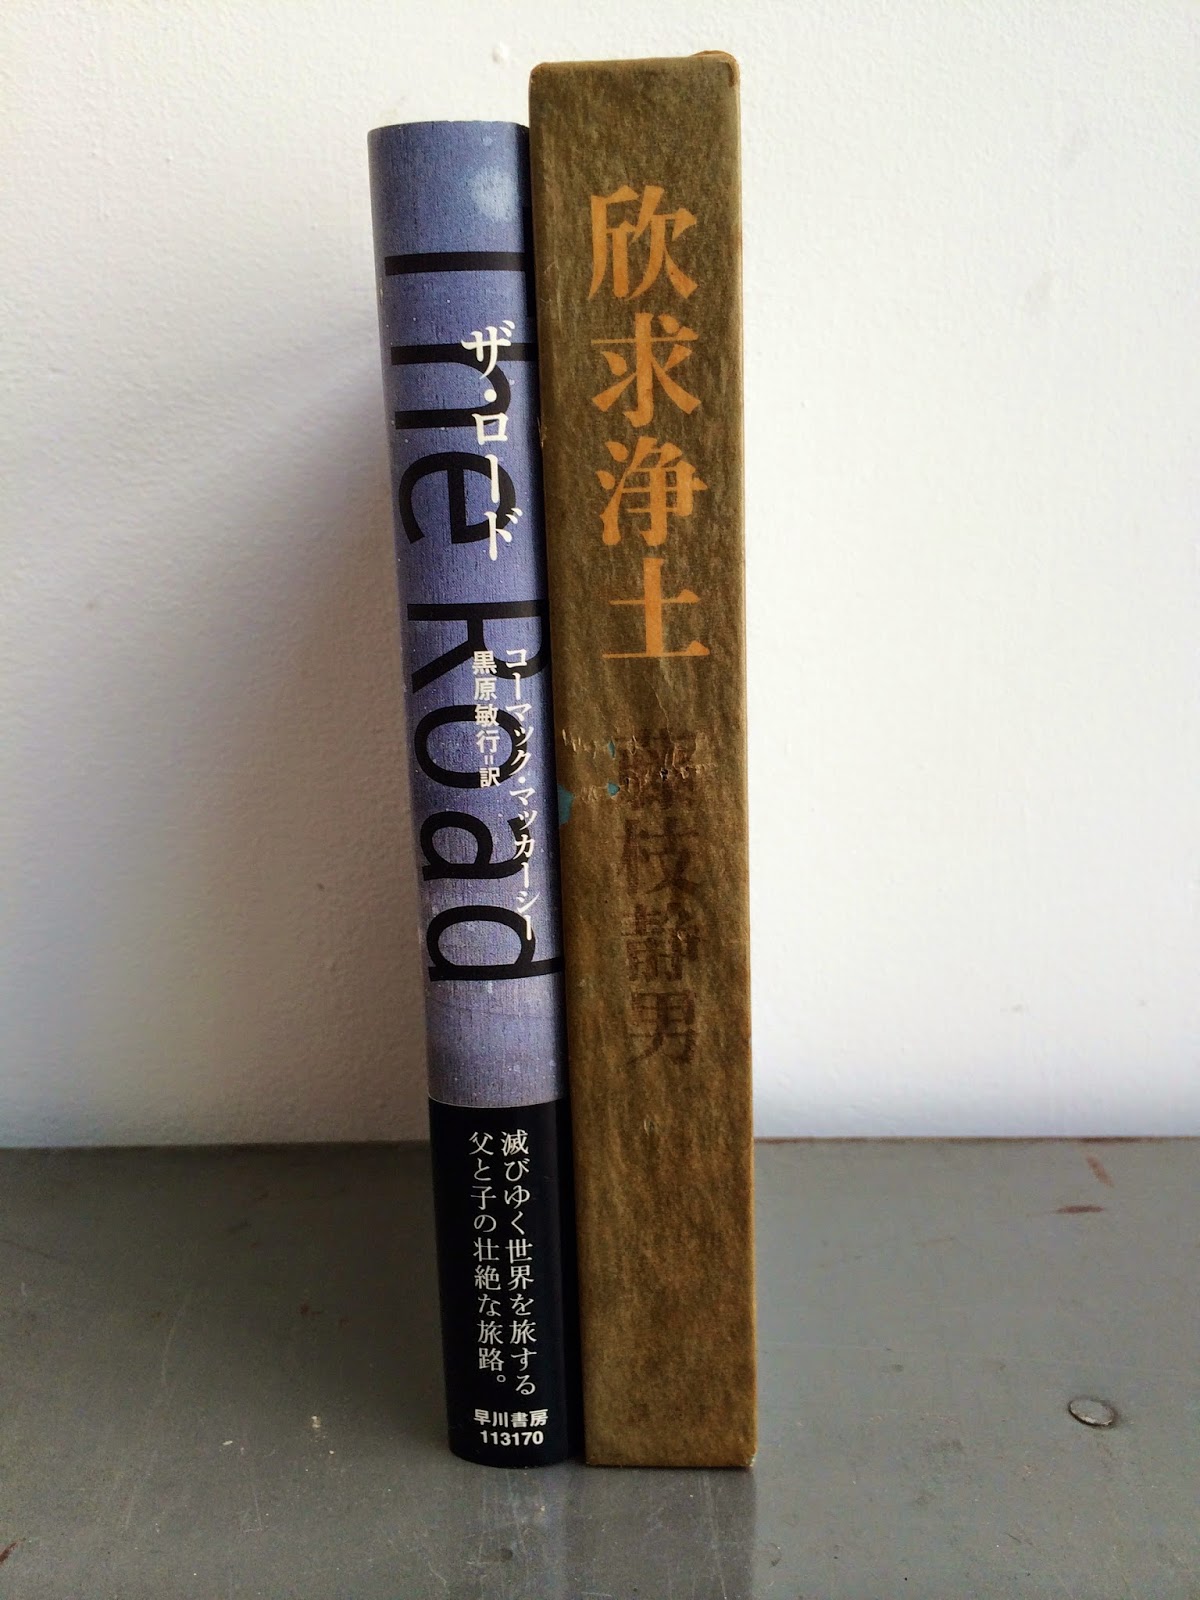 The Road
ザ・ロード
コーマック・マッカーシー
黒原敏行=訳
滅びゆく世界を旅する
父と子の壮絶な旅路。
早川書房
113170
欣求浄土
藤枝靜男